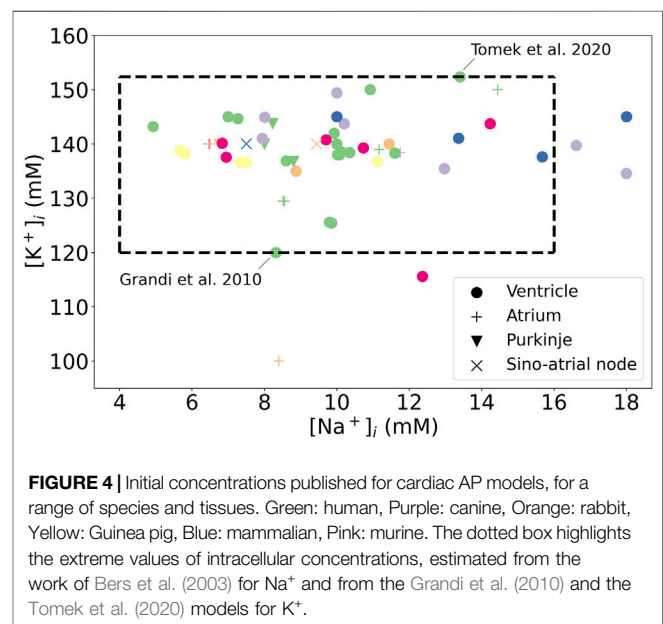 160
150
140
130
120
110
100
[K+]i (mM)
Tomek et al. 2020
Grandi et al. 2010
Ventricle
Atrium
Purkinje
Sino-atrial node
4 6 8 10 12 14 16 18
[Na+]i (mM)
FIGURE 4 | Initial concentrations published for cardiac AP models, for a
range of species and tissues. Green: human, Purple: canine, Orange: rabbit,
Yellow: Guinea pig, Blue: mammalian, Pink: murine. The dotted box highlights
the extreme values of intracellular concentrations, estimated from the
work of Bers et al. (2003) for Na+ and from the Grandi et al. (2010) and the
Tomek et al. (2020) models for K+.